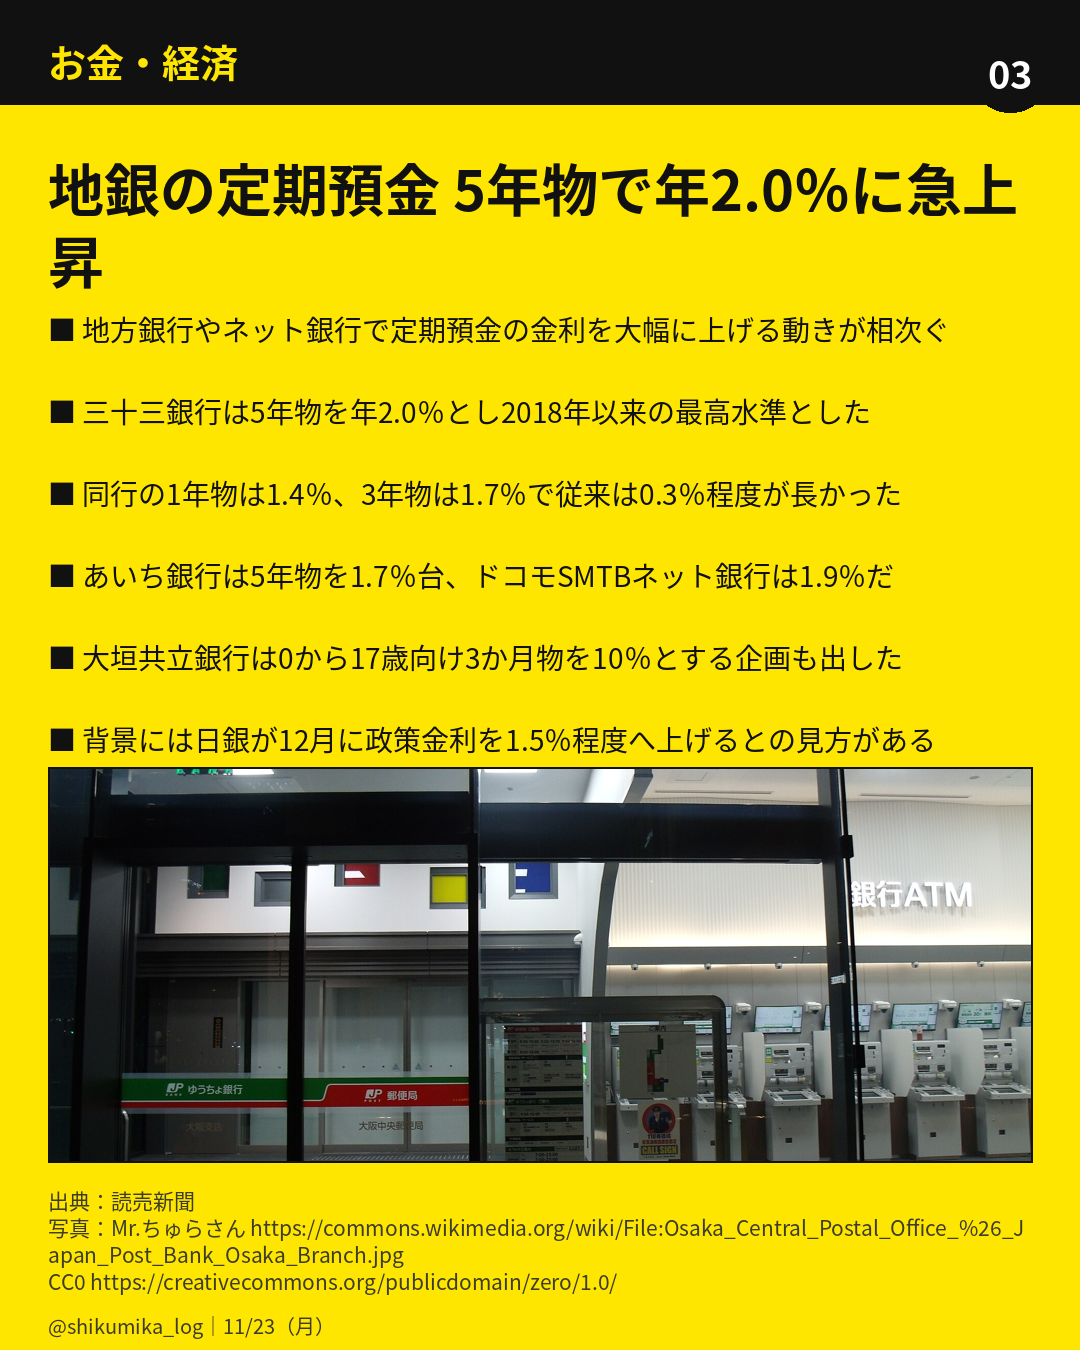 お金・経済
03
地銀の定期預金 5年物で年2.0%に急上
昇
■ 地方銀行やネット銀行で定期預金の金利を大幅に上げる動きが相次ぐ
■ 三十三銀行は5年物を年2.0%とし2018年以来の最高水準とした
■ 同行の1年物は1.4%、3年物は1.7%で従来は0.3%程度が長かった
■ あいち銀行は5年物を1.7%台、ドコモSMTBネット銀行は1.9%だ
■ 大垣共立銀行は0から17歳向け3か月物を10%とする企画も出した
■ 背景には日銀が12月に政策金利を1.5%程度へ上げるとの見方がある
銀行ATM
JP BANK ゆうちょ銀行
JP POST 郵便局
大阪支店
大阪中央郵便局
CALL SIGN
出典：読売新聞
写真：Mr.ちゅらさん https://commons.wikimedia.org/wiki/File:Osaka_Central_Postal_Office_%26_J
apan_Post_Bank_Osaka_Branch.jpg
CC0 https://creativecommons.org/publicdomain/zero/1.0/
@shikumika_log｜11/23（月）